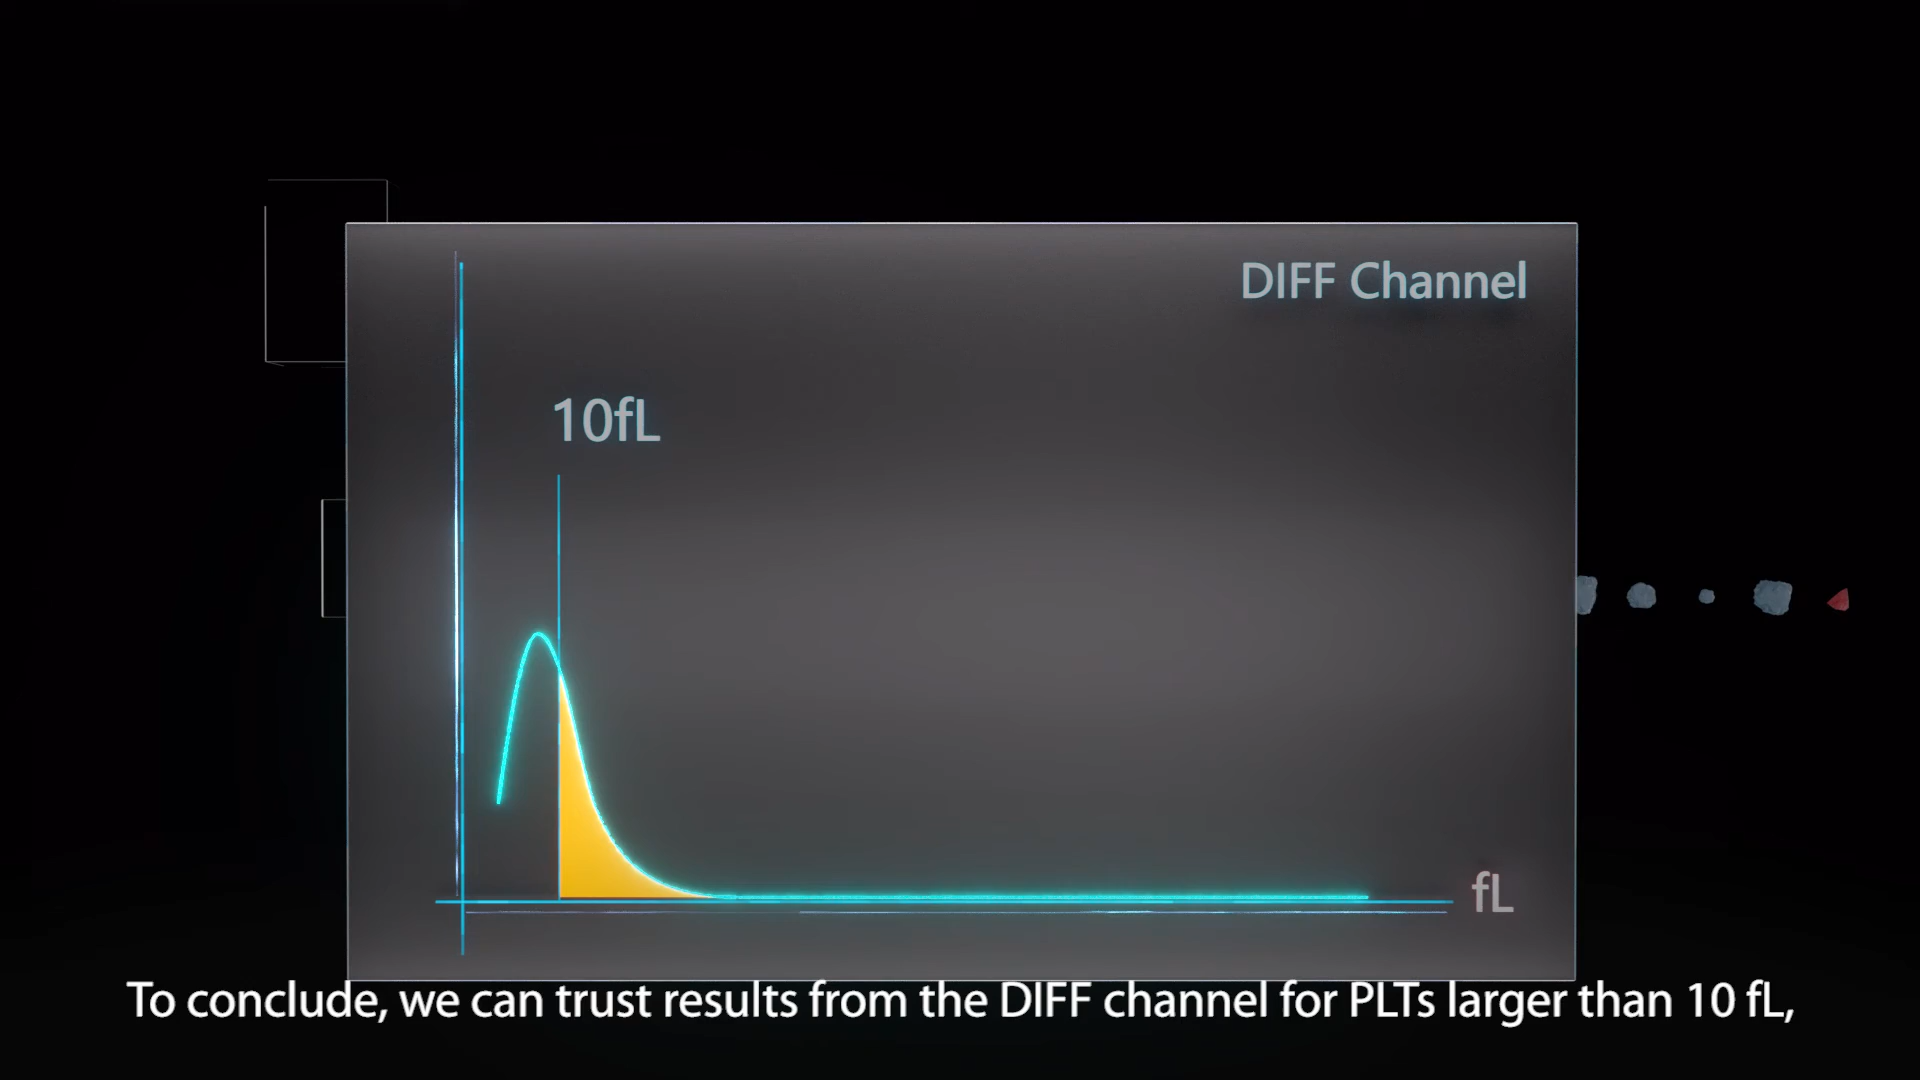 DIFF Channel
10fL
fL
To conclude, we can trust results from the DIFF channel for PLTs larger than 10 fL,